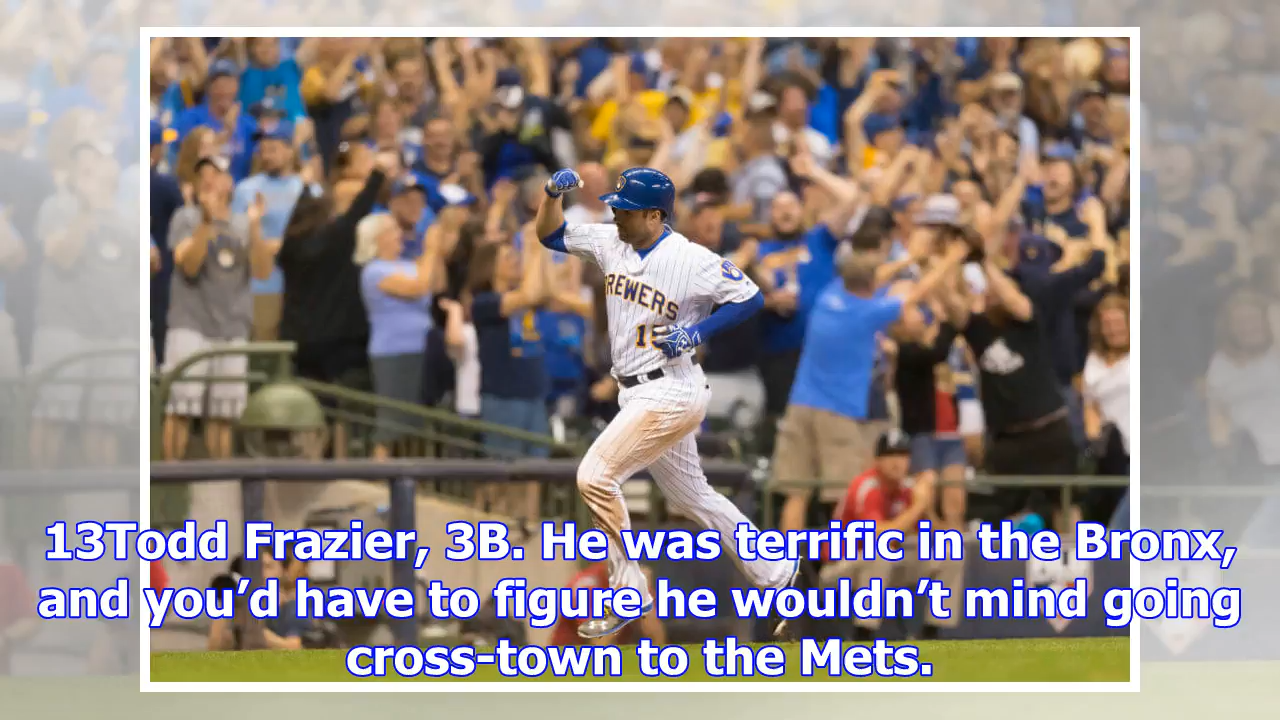 BREWERS
13Todd Frazier, 3B. He was terrific in the Bronx,
and you’d have to figure he wouldn’t mind going
cross-town to the Mets.